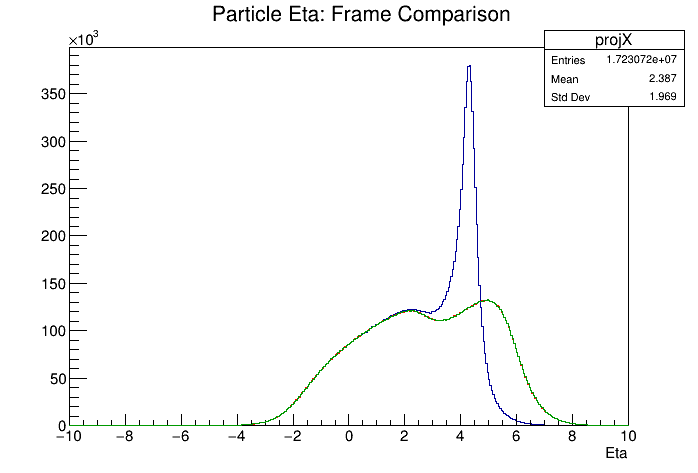 Particle Eta: Frame Comparison
×10³
projX
Entries 1.723072e+07
Mean 2.387
Std Dev 1.969
350
300
250
200
150
100
50
0
−10 −8 −6 −4 −2 0 2 4 6 8 10
Eta